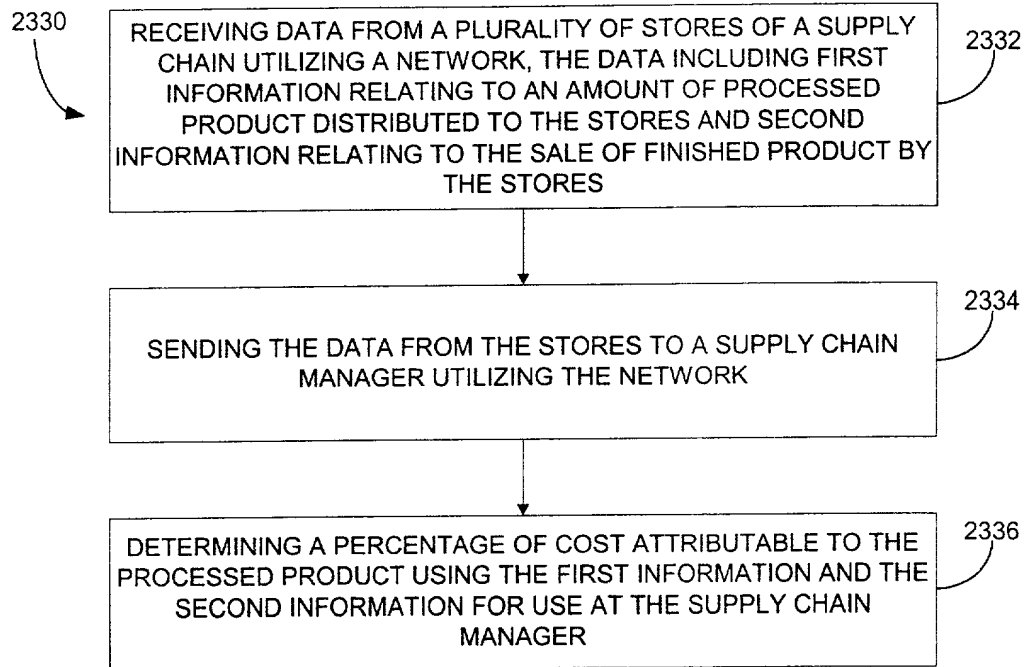 2330
RECEIVING DATA FROM A PLURALITY OF STORES OF A SUPPLY
CHAIN UTILIZING A NETWORK, THE DATA INCLUDING FIRST
INFORMATION RELATING TO AN AMOUNT OF PROCESSED
PRODUCT DISTRIBUTED TO THE STORES AND SECOND
INFORMATION RELATING TO THE SALE OF FINISHED PRODUCT BY
THE STORES
2332
SENDING THE DATA FROM THE STORES TO A SUPPLY CHAIN
MANAGER UTILIZING THE NETWORK
2334
DETERMINING A PERCENTAGE OF COST ATTRIBUTABLE TO THE
PROCESSED PRODUCT USING THE FIRST INFORMATION AND THE
SECOND INFORMATION FOR USE AT THE SUPPLY CHAIN
MANAGER
2336